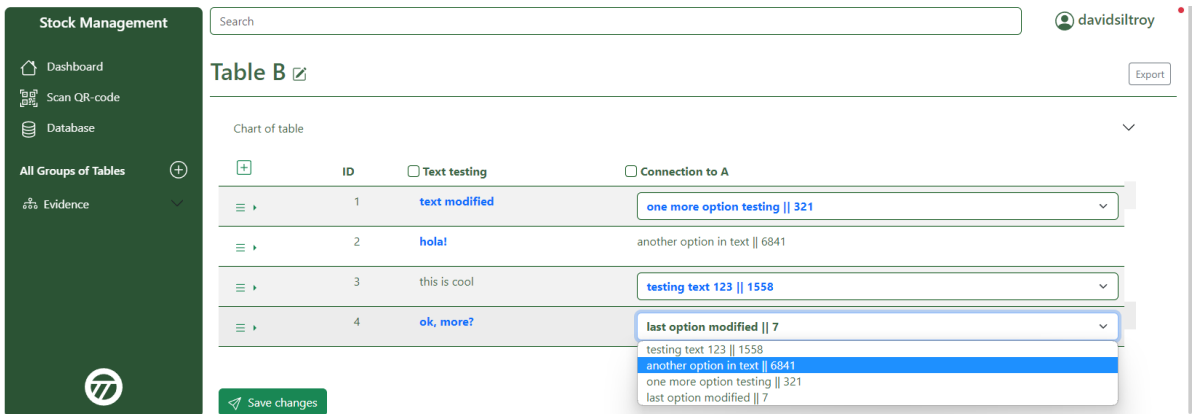 Stock Management
Search
davidsiltroy
Dashboard
Scan QR-code
Database
All Groups of Tables
Evidence
Table B
Export
Chart of table
ID Text testing Connection to A
1 text modified one more option testing || 321
2 hola! another option in text || 6841
3 this is cool testing text 123 || 1558
4 ok, more? last option modified || 7
testing text 123 || 1558
another option in text || 6841
one more option testing || 321
last option modified || 7
Save changes